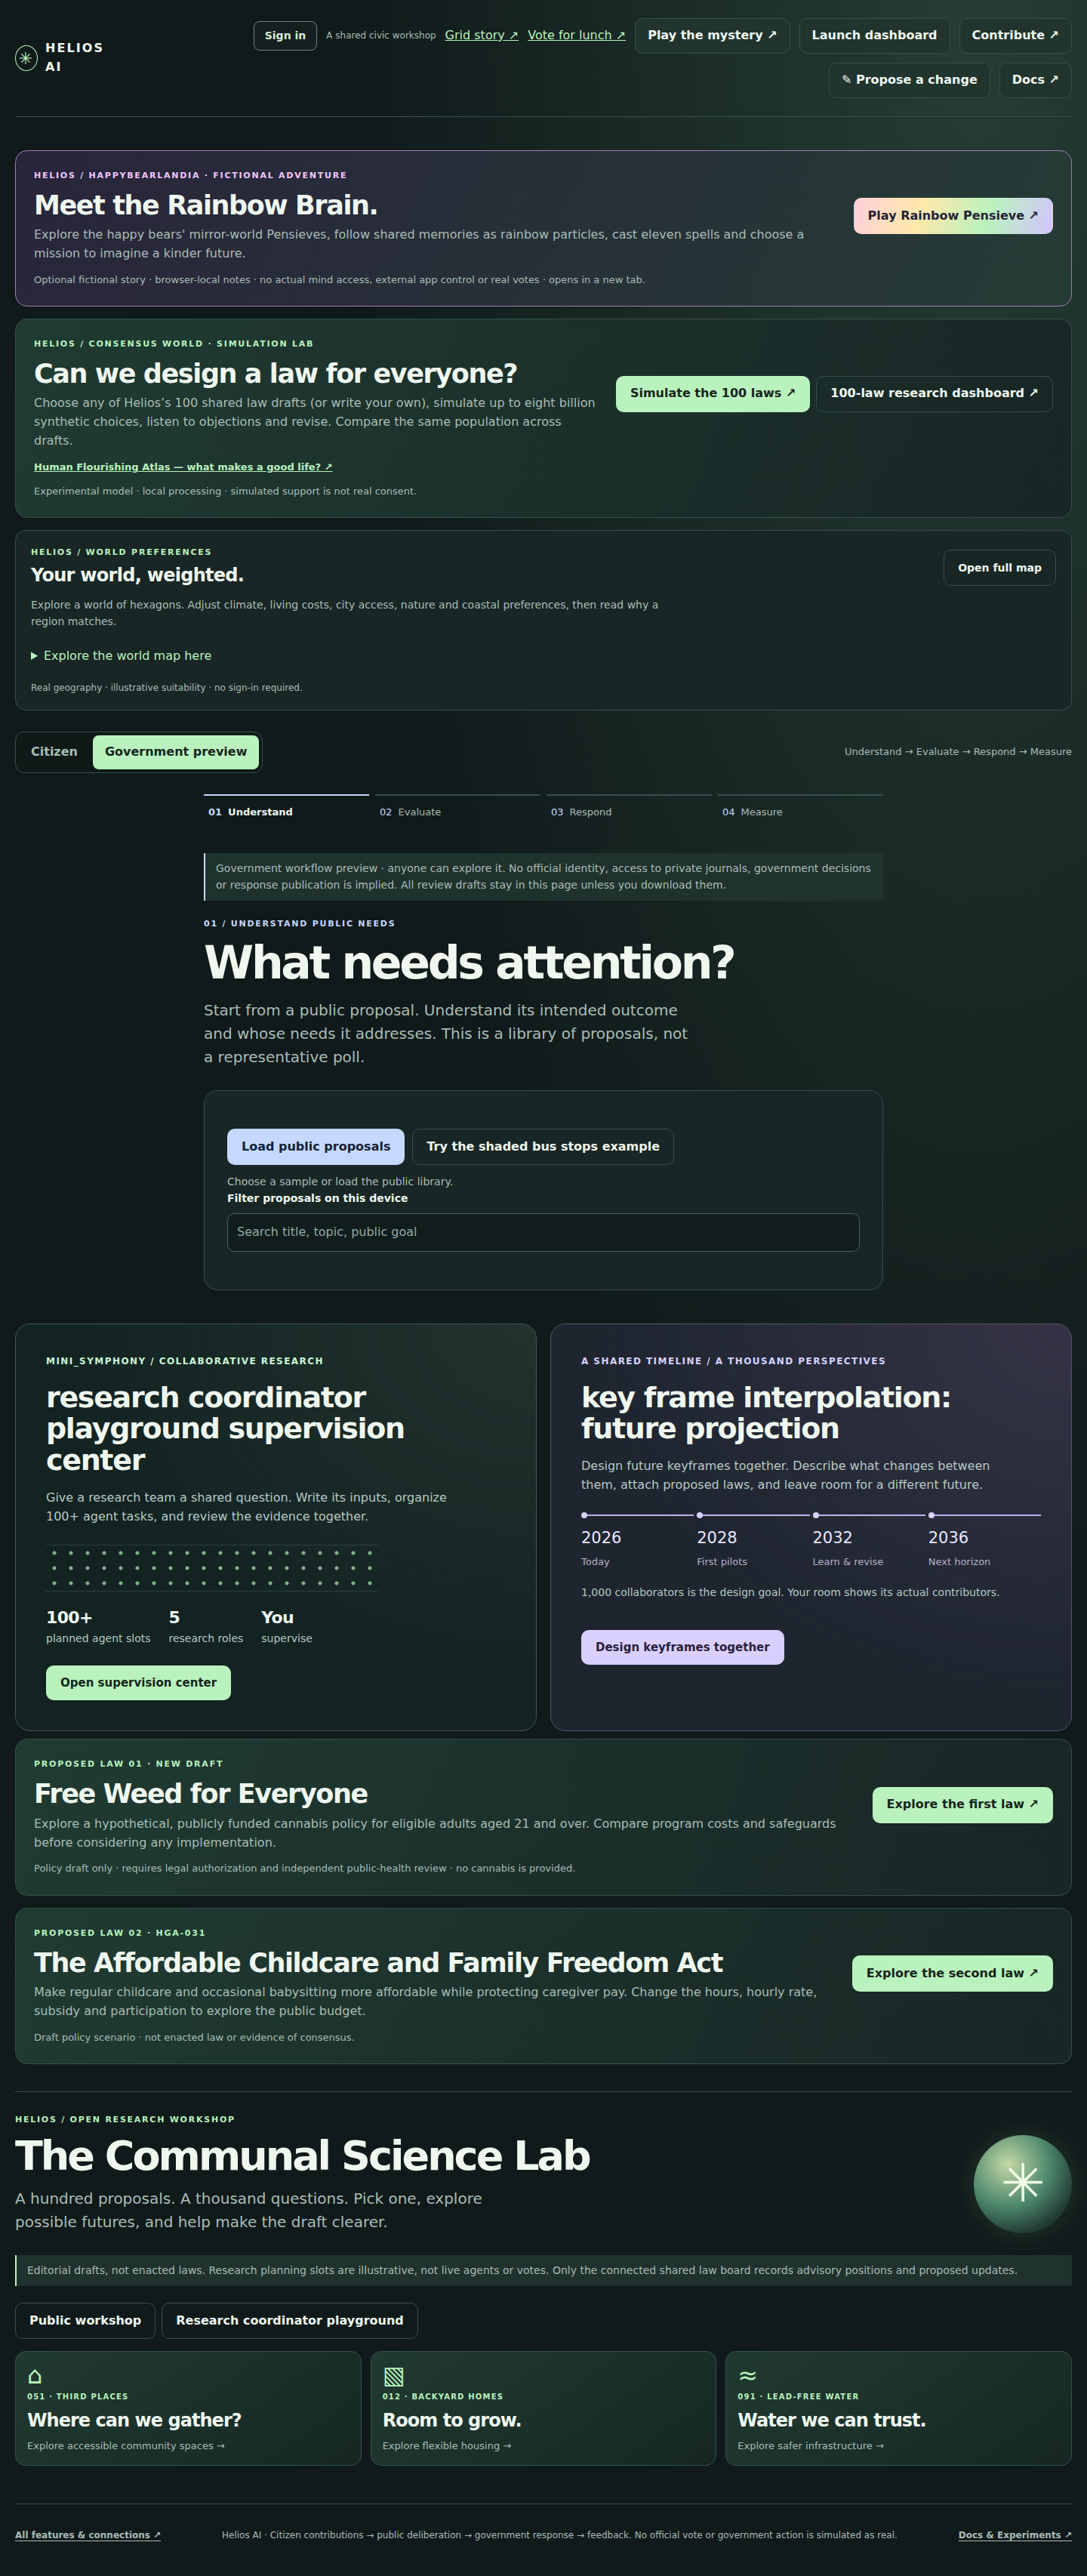 HELIOS
AI
Sign in
A shared civic workshop
Grid story ↗
Vote for lunch ↗
Play the mystery ↗
Launch dashboard
Contribute ↗
✎ Propose a change
Docs ↗
HELIOS / HAPPYBEARLANDIA · FICTIONAL ADVENTURE
Meet the Rainbow Brain.
Explore the happy bears' mirror-world Pensieves, follow shared memories as rainbow particles, cast eleven spells and choose a
mission to imagine a kinder future.
Optional fictional story · browser-local notes · no actual mind access, external app control or real votes · opens in a new tab.
Play Rainbow Pensieve ↗
HELIOS / CONSENSUS WORLD · SIMULATION LAB
Can we design a law for everyone?
Choose any of Helios’s 100 shared law drafts (or write your own), simulate up to eight billion
synthetic choices, listen to objections and revise. Compare the same population across
drafts.
Human Flourishing Atlas — what makes a good life? ↗
Experimental model · local processing · simulated support is not real consent.
Simulate the 100 laws ↗
100-law research dashboard ↗
HELIOS / WORLD PREFERENCES
Your world, weighted.
Explore a world of hexagons. Adjust climate, living costs, city access, nature and coastal preferences, then read why a
region matches.
▶ Explore the world map here
Real geography · illustrative suitability · no sign-in required.
Open full map
Citizen
Government preview
Understand → Evaluate → Respond → Measure
01 Understand
02 Evaluate
03 Respond
04 Measure
Government workflow preview · anyone can explore it. No official identity, access to private journals, government decisions
or response publication is implied. All review drafts stay in this page unless you download them.
01 / UNDERSTAND PUBLIC NEEDS
What needs attention?
Start from a public proposal. Understand its intended outcome
and whose needs it addresses. This is a library of proposals, not
a representative poll.
Load public proposals
Try the shaded bus stops example
Choose a sample or load the public library.
Filter proposals on this device
Search title, topic, public goal
MINI_SYMPHONY / COLLABORATIVE RESEARCH
research coordinator
playground supervision
center
Give a research team a shared question. Write its inputs, organize
100+ agent tasks, and review the evidence together.
100+
planned agent slots
5
research roles
You
supervise
Open supervision center
A SHARED TIMELINE / A THOUSAND PERSPECTIVES
key frame interpolation:
future projection
Design future keyframes together. Describe what changes between
them, attach proposed laws, and leave room for a different future.
2026
Today
2028
First pilots
2032
Learn & revise
2036
Next horizon
1,000 collaborators is the design goal. Your room shows its actual contributors.
Design keyframes together
PROPOSED LAW 01 · NEW DRAFT
Free Weed for Everyone
Explore a hypothetical, publicly funded cannabis policy for eligible adults aged 21 and over. Compare program costs and safeguards
before considering any implementation.
Policy draft only · requires legal authorization and independent public-health review · no cannabis is provided.
Explore the first law ↗
PROPOSED LAW 02 · HGA-031
The Affordable Childcare and Family Freedom Act
Make regular childcare and occasional babysitting more affordable while protecting caregiver pay. Change the hours, hourly rate,
subsidy and participation to explore the public budget.
Draft policy scenario · not enacted law or evidence of consensus.
Explore the second law ↗
HELIOS / OPEN RESEARCH WORKSHOP
The Communal Science Lab
A hundred proposals. A thousand questions. Pick one, explore
possible futures, and help make the draft clearer.
Editorial drafts, not enacted laws. Research planning slots are illustrative, not live agents or votes. Only the connected shared law board records advisory positions and proposed updates.
Public workshop
Research coordinator playground
051 · THIRD PLACES
Where can we gather?
Explore accessible community spaces →
012 · BACKYARD HOMES
Room to grow.
Explore flexible housing →
091 · LEAD-FREE WATER
Water we can trust.
Explore safer infrastructure →
All features & connections ↗
Helios AI · Citizen contributions → public deliberation → government response → feedback. No official vote or government action is simulated as real.
Docs & Experiments ↗